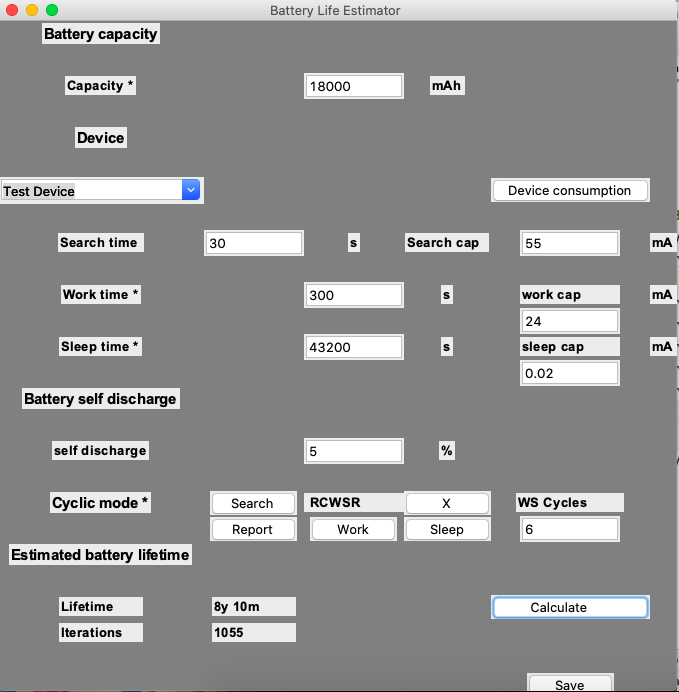 Battery Life Estimator
Battery capacity
Capacity * 18000 mAh
Device
Test Device Device consumption
Search time 30 s Search cap 55 mA
Work time * 300 s work cap mA
24
Sleep time * 43200 s sleep cap mA
0.02
Battery self discharge
self discharge 5 %
Cyclic mode * Search RCWSR X WS Cycles
Report Work Sleep 6
Estimated battery lifetime
Lifetime 8y 10m Calculate
Iterations 1055
Save